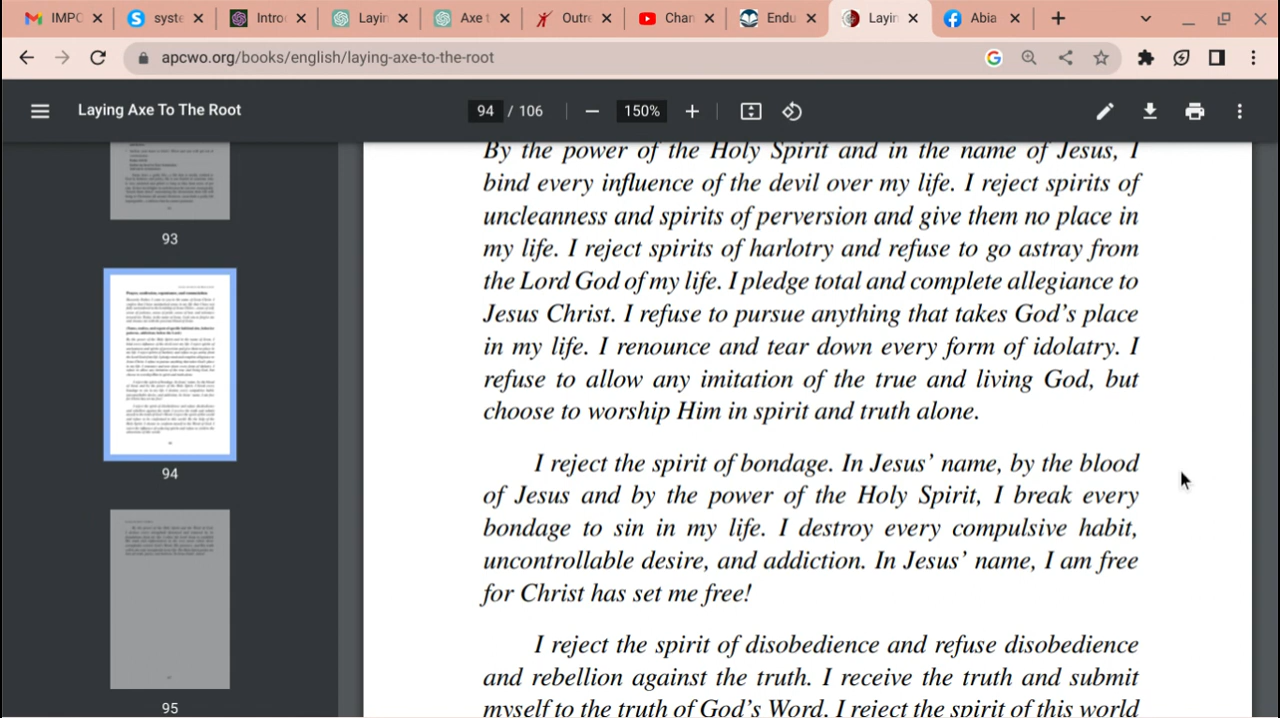 IMPC
syste
Intro
Layin
Axe t
Outre
Chan
Endu
Layin
Abia
apcwo.org/books/english/laying-axe-to-the-root
Laying Axe To The Root
94 / 106
150%
93
94
95
By the power of the Holy Spirit and in the name of Jesus, I
bind every influence of the devil over my life. I reject spirits of
uncleanness and spirits of perversion and give them no place in
my life. I reject spirits of harlotry and refuse to go astray from
the Lord God of my life. I pledge total and complete allegiance to
Jesus Christ. I refuse to pursue anything that takes God's place
in my life. I renounce and tear down every form of idolatry. I
refuse to allow any imitation of the true and living God, but
choose to worship Him in spirit and truth alone.
I reject the spirit of bondage. In Jesus' name, by the blood
of Jesus and by the power of the Holy Spirit, I break every
bondage to sin in my life. I destroy every compulsive habit,
uncontrollable desire, and addiction. In Jesus' name, I am free
for Christ has set me free!
I reject the spirit of disobedience and refuse disobedience
and rebellion against the truth. I receive the truth and submit
myself to the truth of God's Word. I reject the spirit of this world